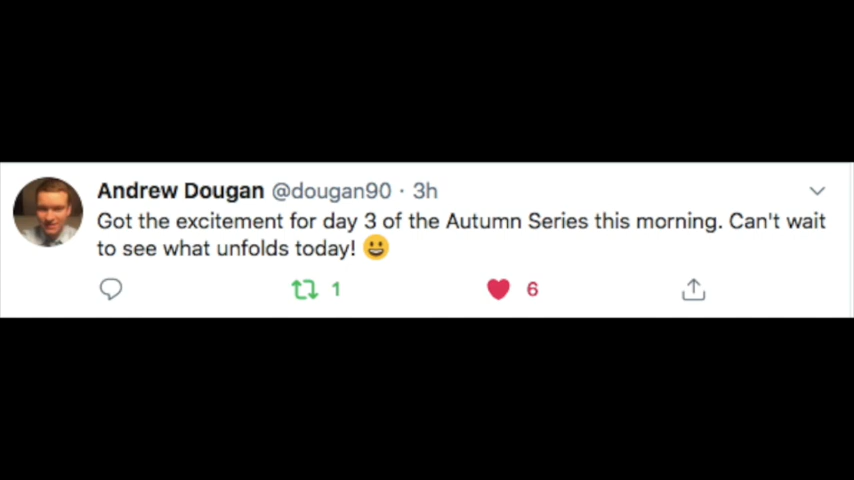 Andrew Dougan @dougan90 · 3h
Got the excitement for day 3 of the Autumn Series this morning. Can't wait
to see what unfolds today! 😀
1 6